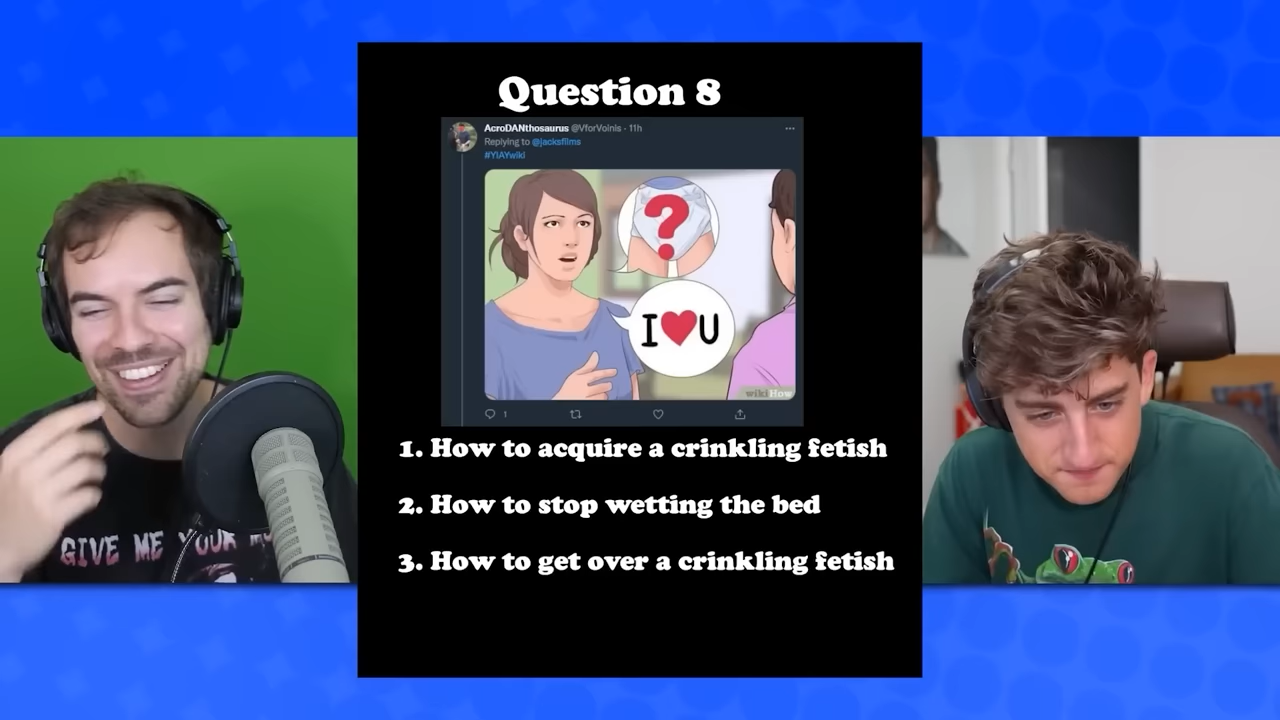 Question 8
AcroDANthosaurus @VforVoinis · 11h
Replying to @jacksfilms
#YIAYwiki
?
I ❤ U
wikiHow
1
1. How to acquire a crinkling fetish
2. How to stop wetting the bed
3. How to get over a crinkling fetish
GIVE ME YOUR